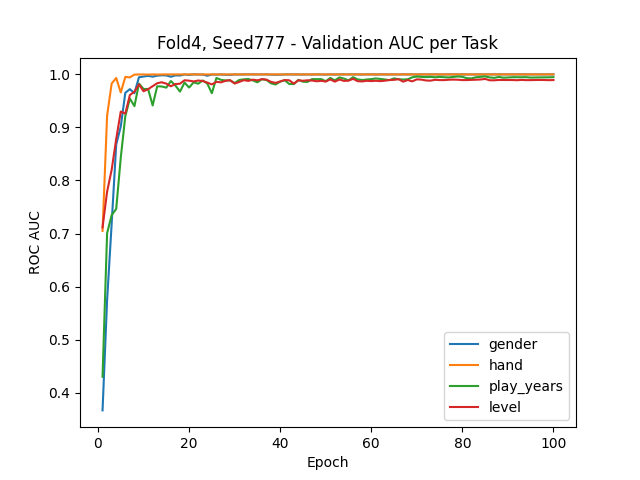 Fold4, Seed777 - Validation AUC per Task
ROC AUC
1.0
0.9
0.8
0.7
0.6
0.5
0.4
0
20
40
60
80
100
Epoch
gender
hand
play_years
level